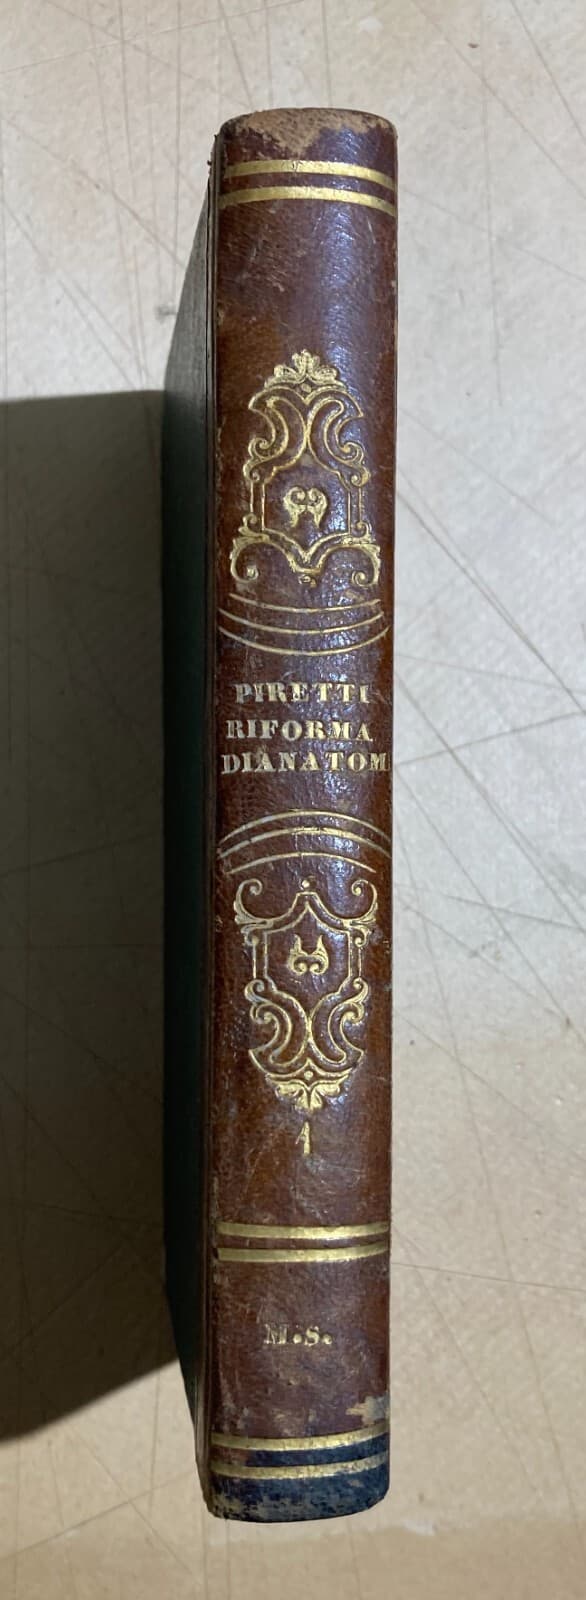 PIRETTI
RIFORMA
DIANATOM
1
M.S.